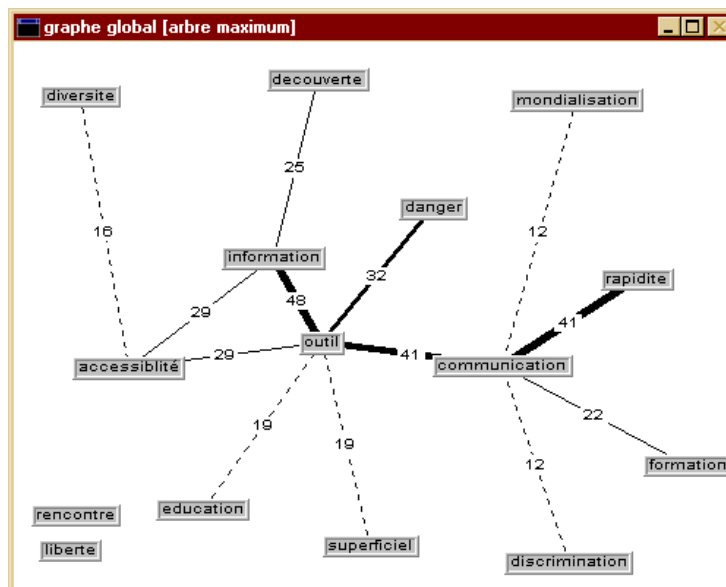 graphe global [arbre maximum]
decouverte
diversite
mondialisation
25
danger
16
12
information
32
rapidite
48
29
41
outil
29
41
accessiblité
communication
22
19
19
12
formation
education
rencontre
superficiel
liberte
discrimination